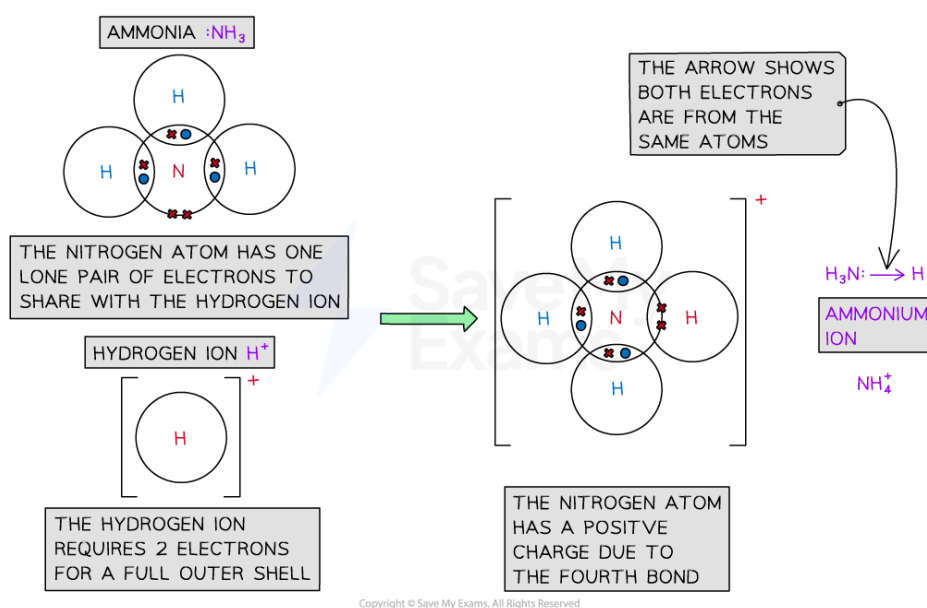 AMMONIA :NH₃
H
H
N
H
THE NITROGEN ATOM HAS ONE
LONE PAIR OF ELECTRONS TO
SHARE WITH THE HYDROGEN ION
HYDROGEN ION H⁺
+
H
THE HYDROGEN ION
REQUIRES 2 ELECTRONS
FOR A FULL OUTER SHELL
Save My
Exams
+
H
H
N
H
H
THE NITROGEN ATOM
HAS A POSITVE
CHARGE DUE TO
THE FOURTH BOND
THE ARROW SHOWS
BOTH ELECTRONS
ARE FROM THE
SAME ATOMS
H₃N:⟶H
AMMONIUM
ION
NH₄⁺
Copyright © Save My Exams. All Rights Reserved